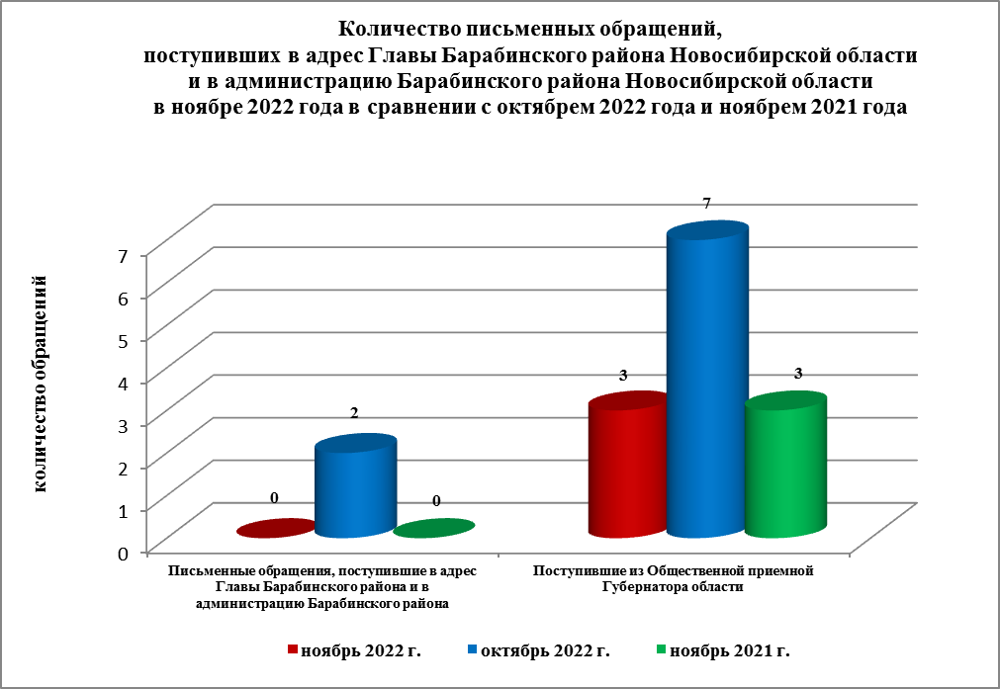 Количество письменных обращений,
поступивших в адрес Главы Барабинского района Новосибирской области
и в администрацию Барабинского района Новосибирской области
в ноябре 2022 года в сравнении с октябрем 2022 года и ноябрем 2021 года
количество обращений
7
6
5
4
3
2
1
0
0
2
0
3
7
3
Письменные обращения, поступившие в адрес
Главы Барабинского района и в
администрацию Барабинского района
Поступившие из Общественной приемной
Губернатора области
ноябрь 2022 г.
октябрь 2022 г.
ноябрь 2021 г.